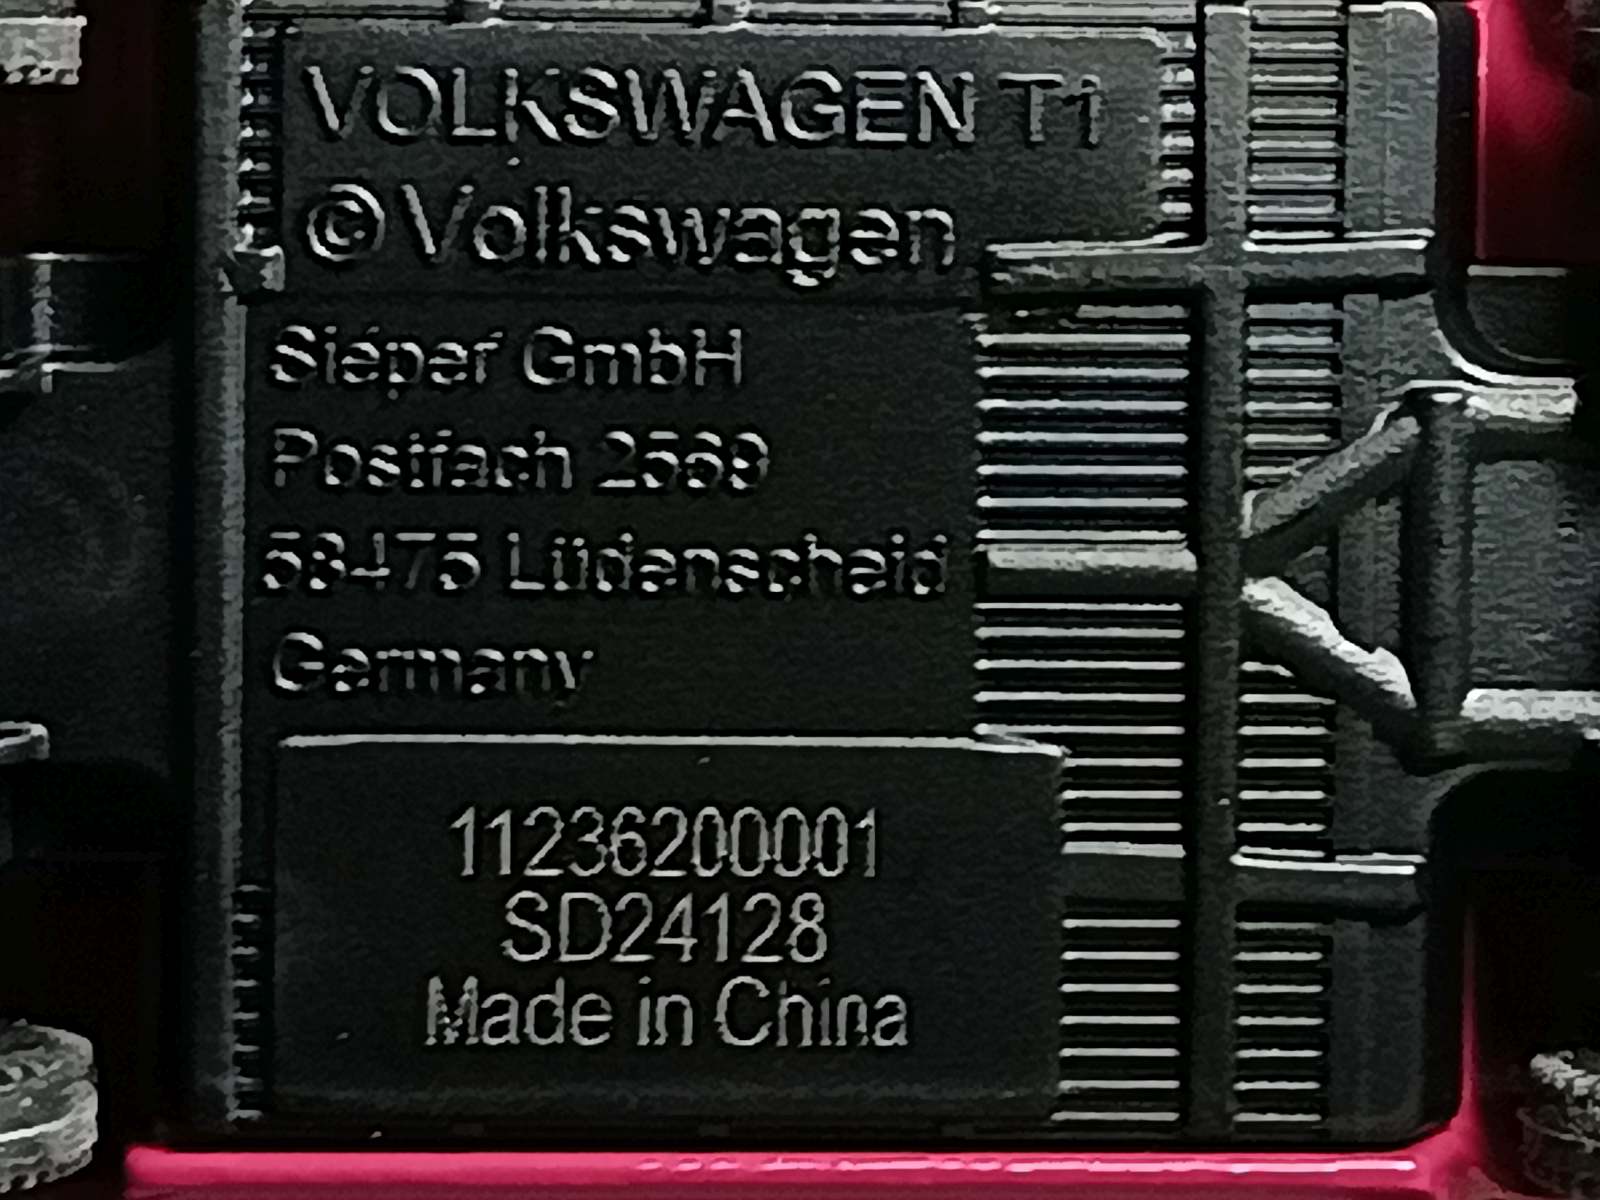 VOLKSWAGEN T1
© Volkswagen
Sieper GmbH
Postfach 2569
58475 Lüdenscheid
Germany
11236200001
SD24128
Made in China